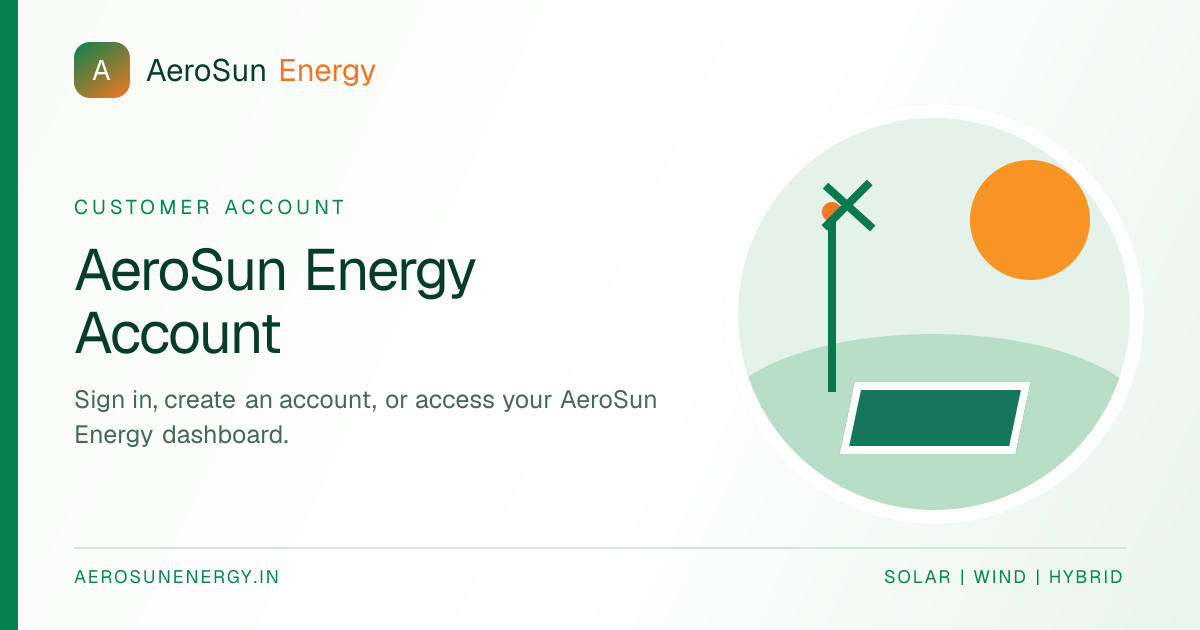 A
AeroSun Energy
CUSTOMER ACCOUNT
AeroSun Energy
Account
Sign in, create an account, or access your AeroSun
Energy dashboard.
AEROSUNENERGY.IN
SOLAR | WIND | HYBRID